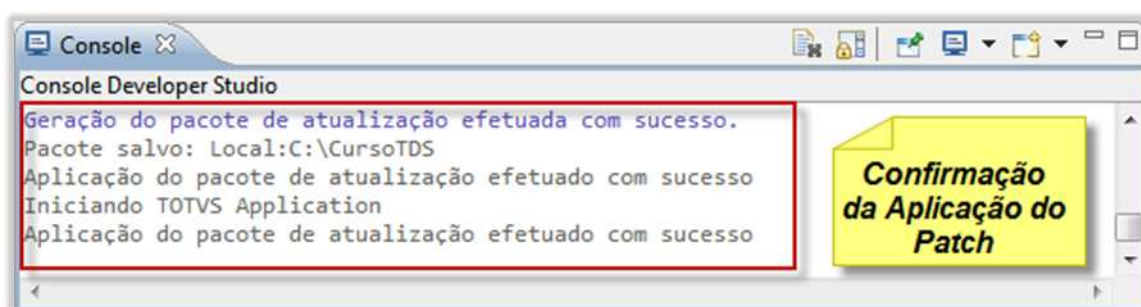 Console
Console Developer Studio
Geração do pacote de atualização efetuada com sucesso.
Pacote salvo: Local:C:\CursoTDS
Aplicação do pacote de atualização efetuado com sucesso
Iniciando TOTVS Application
Aplicação do pacote de atualização efetuado com sucesso
Confirmação
da Aplicação do
Patch